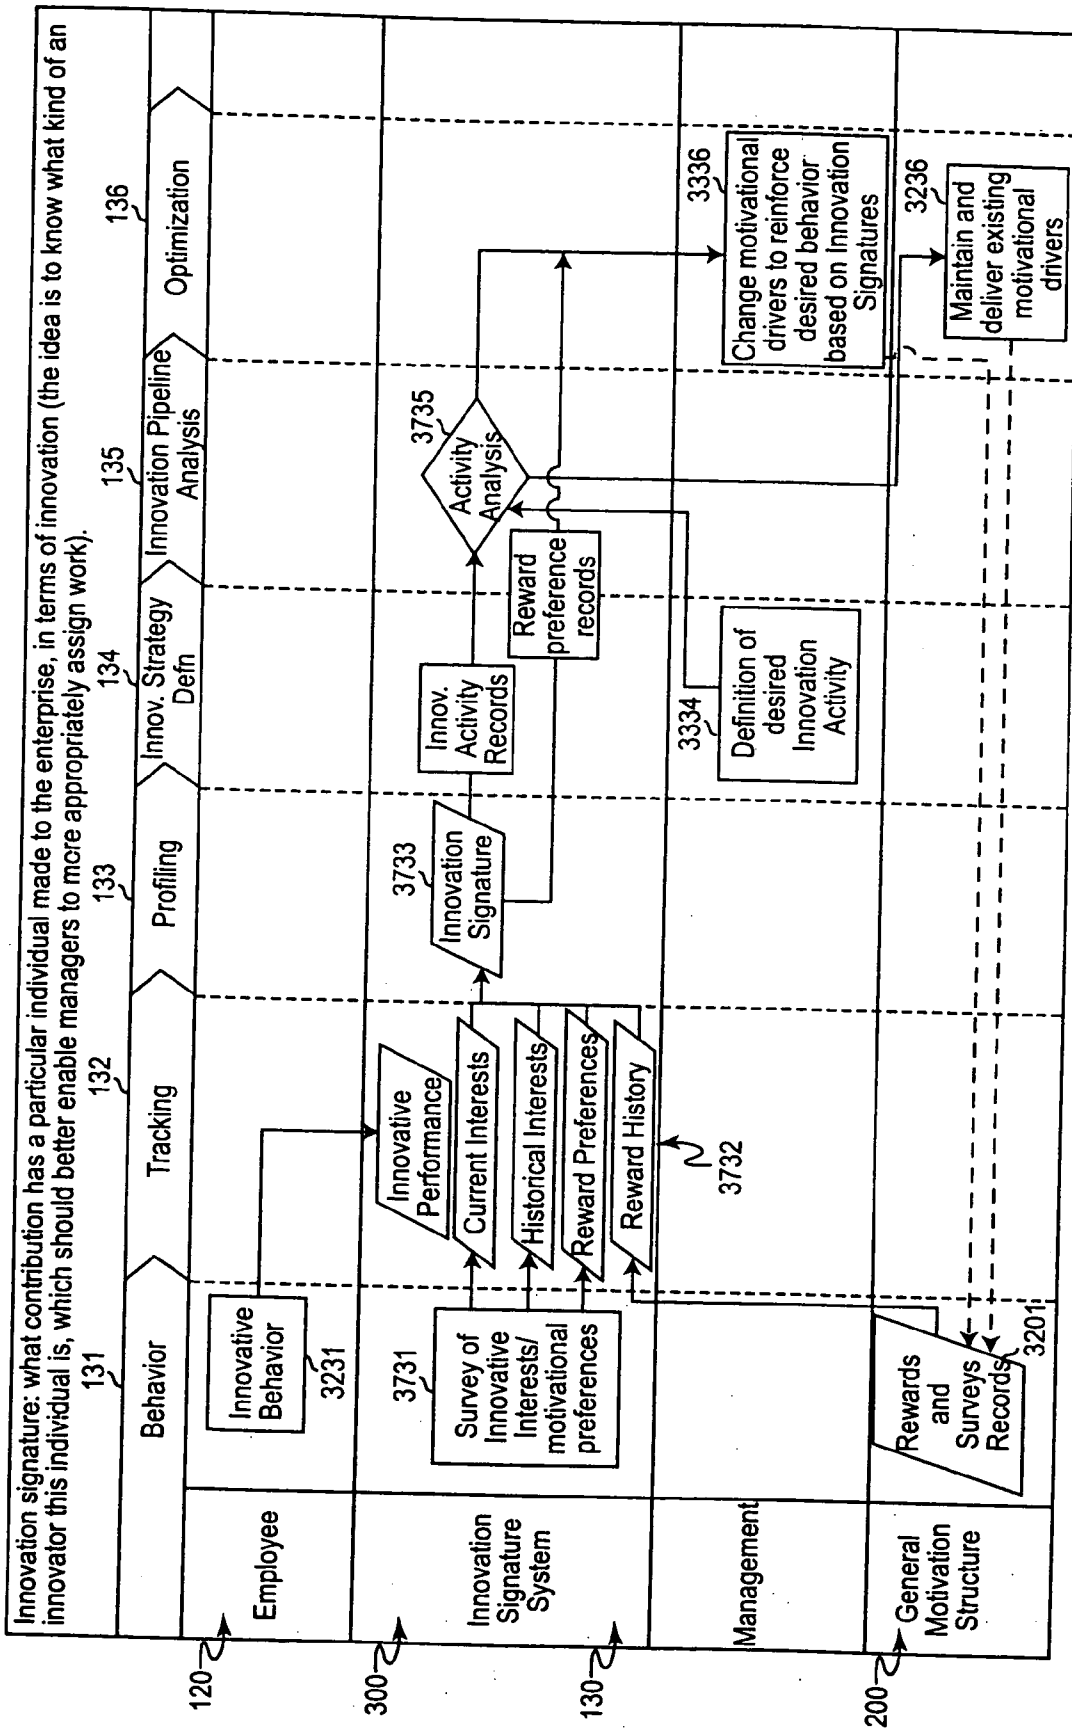 Innovation signature: what contribution has a particular individual made to the enterprise, in terms of innovation (the idea is to know what kind of an
innovator this individual is, which should better enable managers to more appropriately assign work).
131
132
133
134
135
136
Behavior
Tracking
Profiling
Innov. Strategy
Defn
Innovation Pipeline
Analysis
Optimization
120
Employee
Innovative
Behavior
3231
300
130
Innovation
Signature
System
3731
Survey of
Innovative
Interests/
motivational
preferences
Innovative
Performance
Current Interests
Historical Interests
Reward Preferences
Reward History
3732
3733
Innovation
Signature
Innov.
Activity
Records
Reward
preference
records
3735
Activity
Analysis
Management
3334
Definition of
desired
Innovation
Activity
3336
Change motivational
drivers to reinforce
desired behavior
based on Innovation
Signatures
200
General
Motivation
Structure
Rewards
and
Surveys
Records
3201
3236
Maintain and
deliver existing
motivational
drivers